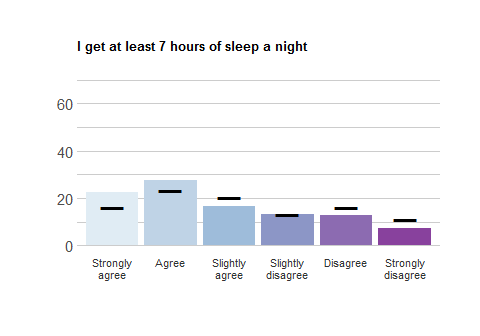 I get at least 7 hours of sleep a night
60
40
20
0
Strongly agree
Agree
Slightly agree
Slightly disagree
Disagree
Strongly disagree